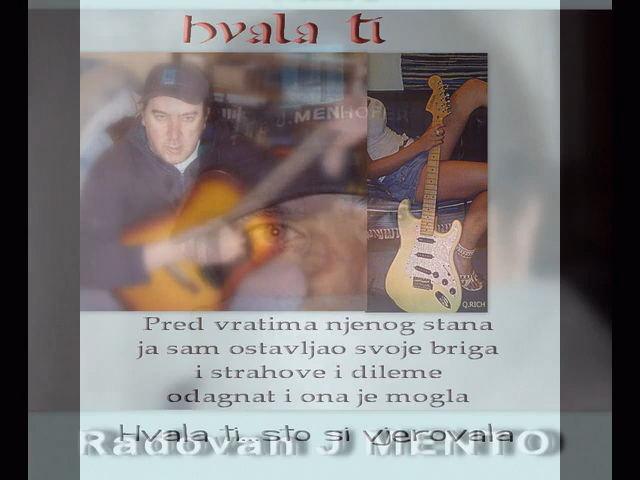 hvala ti
J. MENHOFER
Q.RICH
Pred vratima njenog stana
ja sam ostavljao svoje briga
i strahove i dileme
odagnat i ona je mogla
Hvala ti...sto si vjerovala
Radovan J MENTO